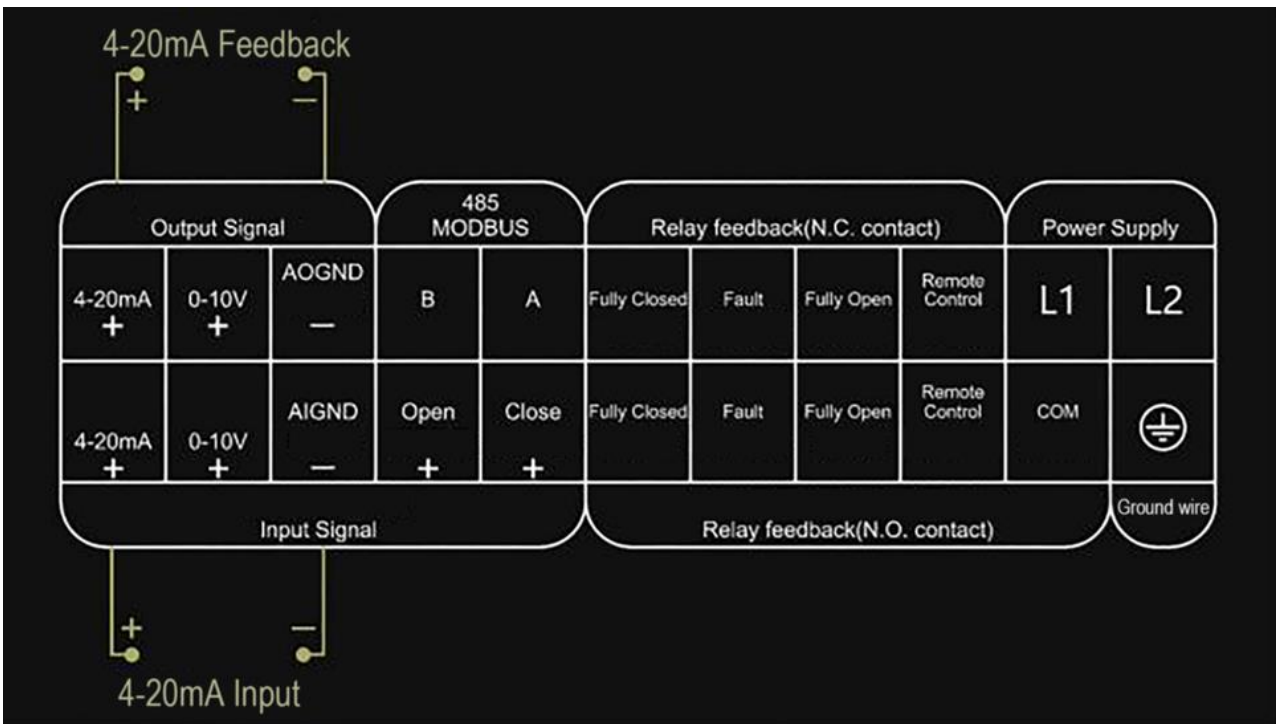 4-20mA Feedback
+ −
Output Signal
485
MODBUS
Relay feedback(N.C. contact)
Power Supply
4-20mA
+
0-10V
+
AOGND
−
B
A
Fully Closed
Fault
Fully Open
Remote
Control
L1
L2
4-20mA
+
0-10V
+
AIGND
−
Open
+
Close
+
Fully Closed
Fault
Fully Open
Remote
Control
COM
Input Signal
Relay feedback(N.O. contact)
Ground wire
+ −
4-20mA Input